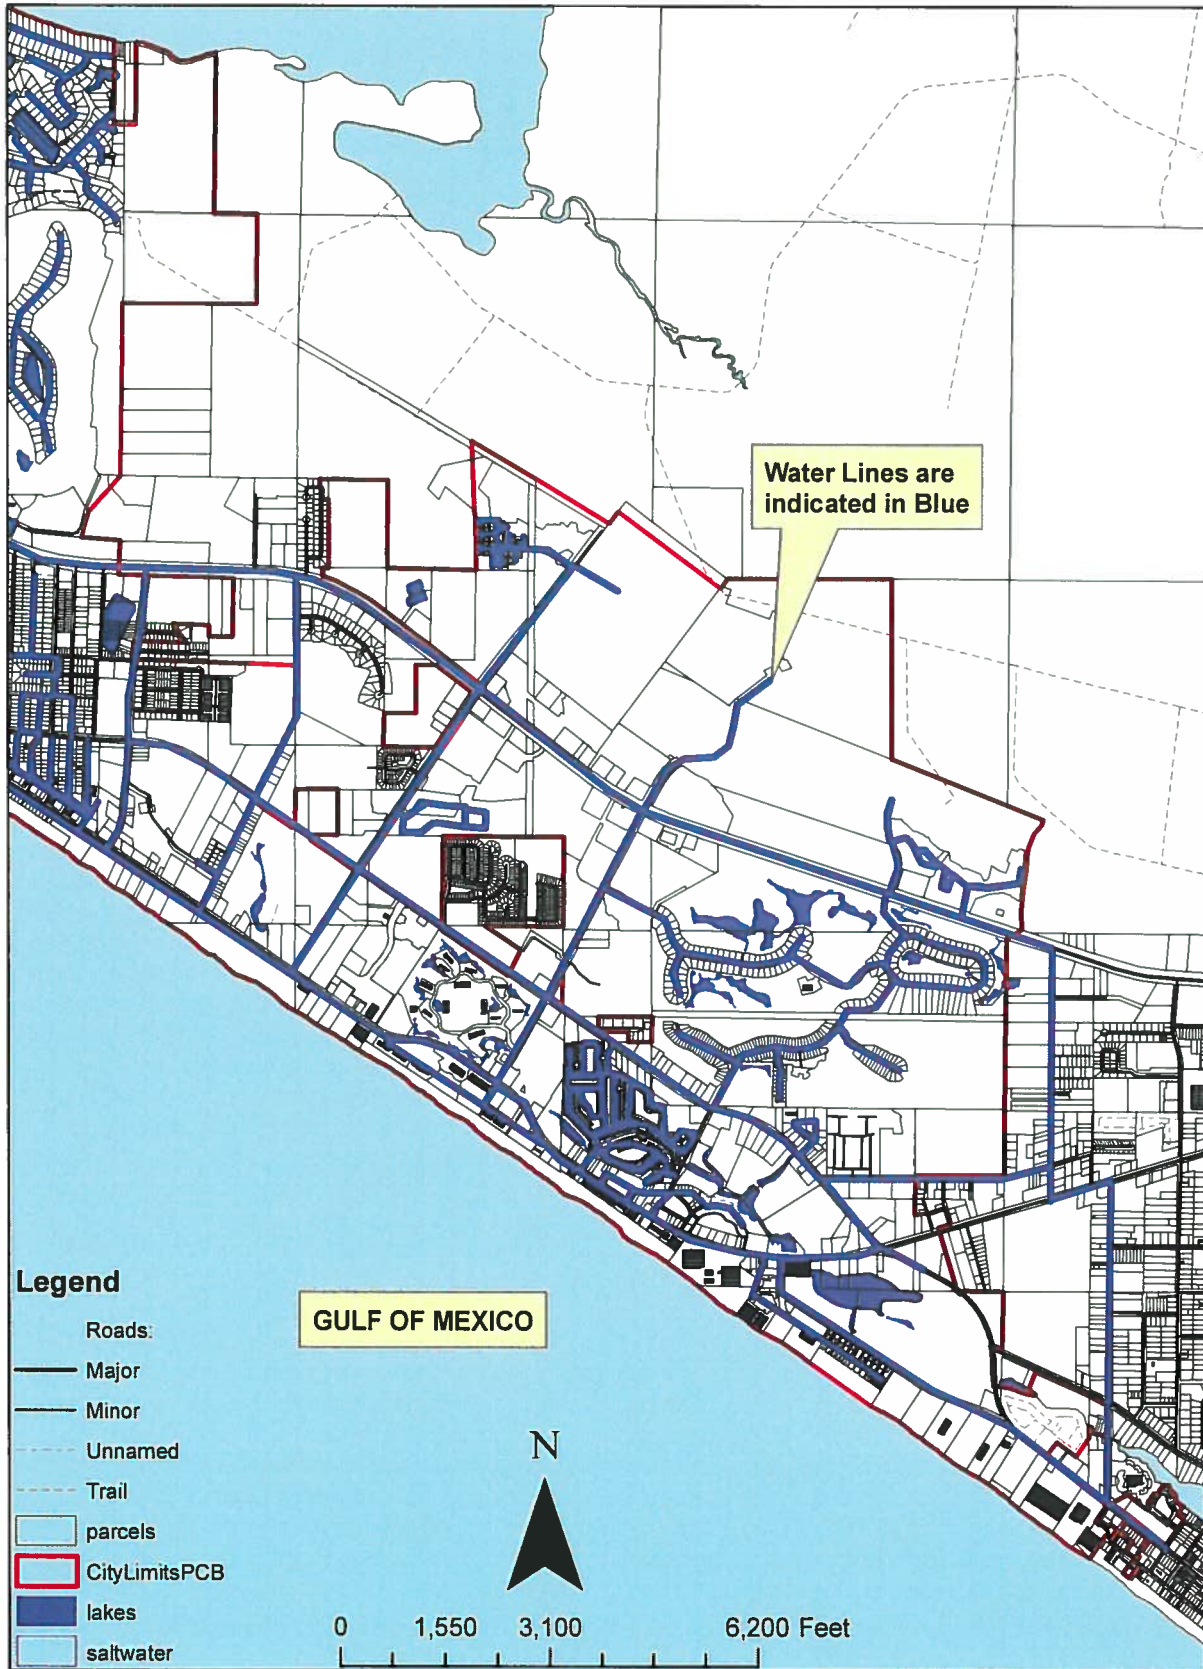 Water Lines are
indicated in Blue
Legend
GULF OF MEXICO
Roads:
Major
Minor
N
Unnamed
Trail
parcels
CityLimitsPCB
lakes
0 1,550 3,100 6,200 Feet
saltwater